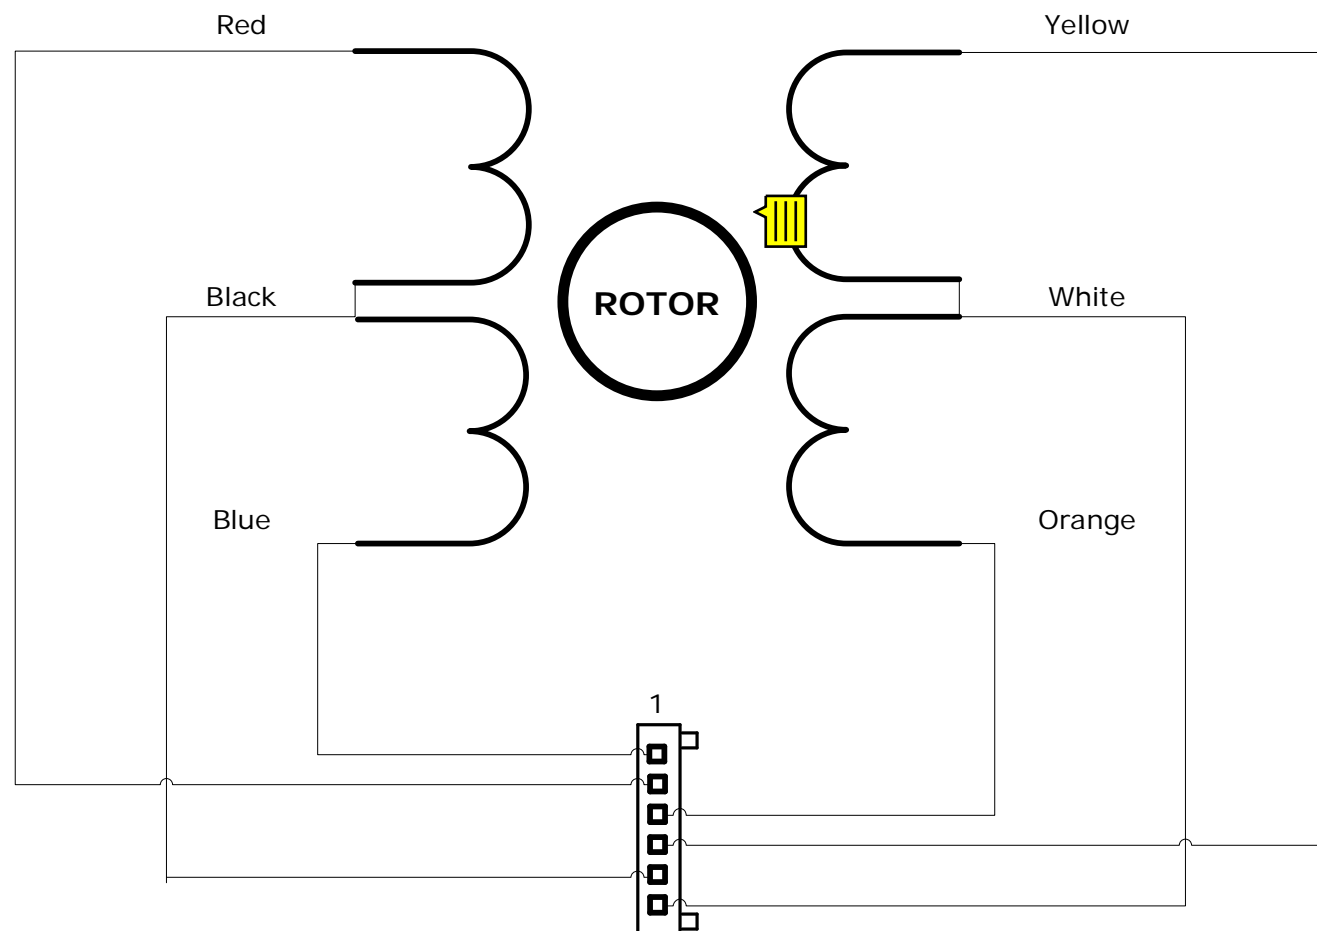 Red
Yellow
ROTOR
Black
White
Blue
Orange
1